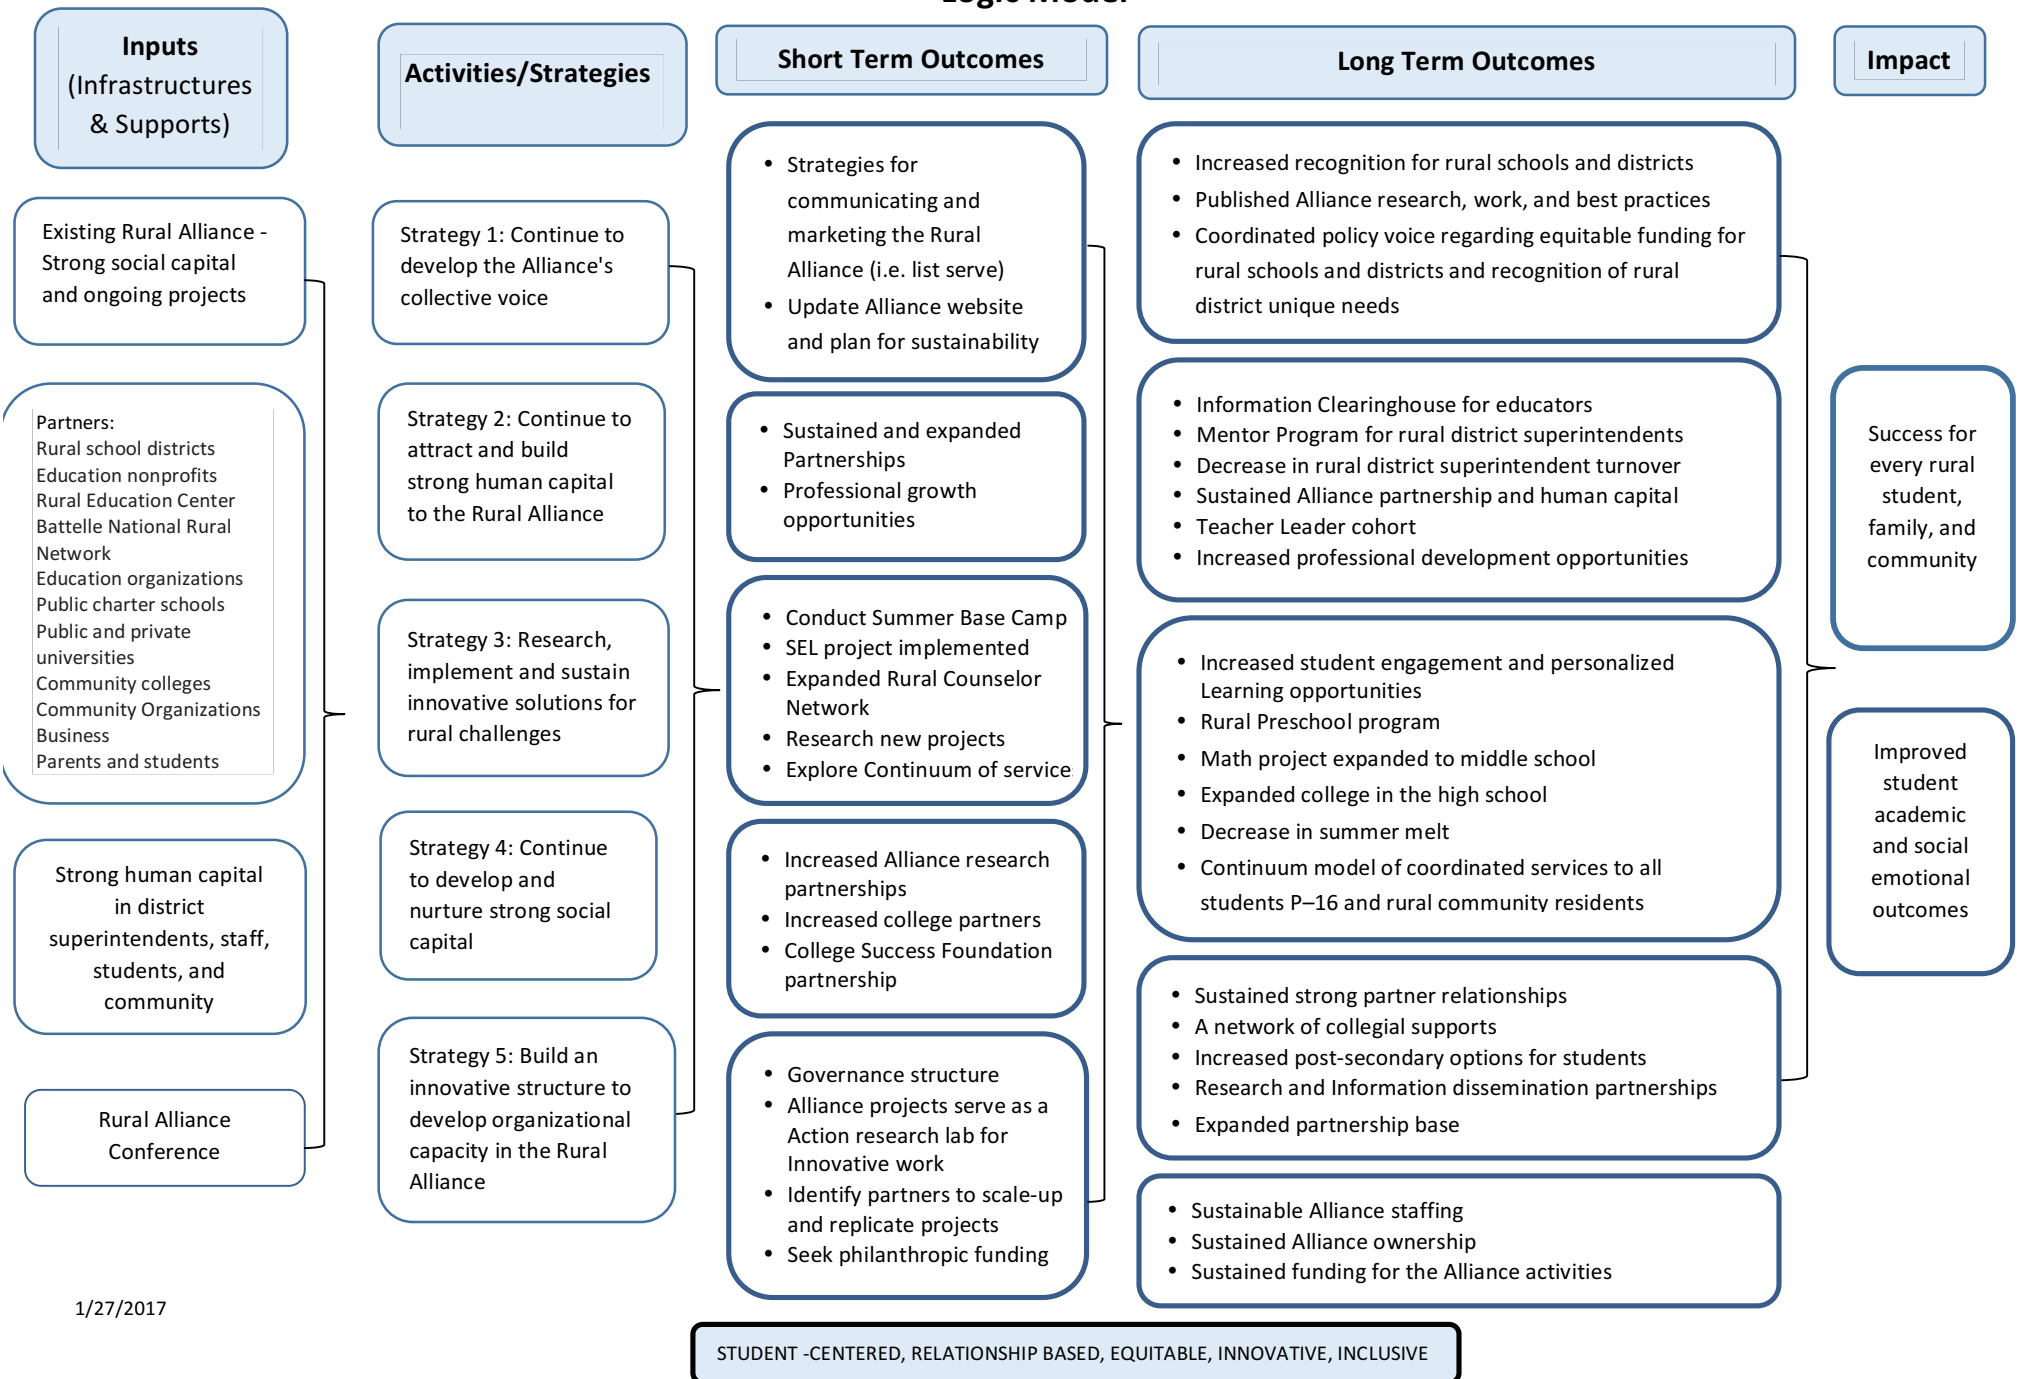 Logic Model
Inputs
(Infrastructures
& Supports)
Activities/Strategies
Short Term Outcomes
Long Term Outcomes
Impact
Existing Rural Alliance -
Strong social capital
and ongoing projects
Partners:
Rural school districts
Education nonprofits
Rural Education Center
Battelle National Rural
Network
Education organizations
Public charter schools
Public and private
universities
Community colleges
Community Organizations
Business
Parents and students
Strong human capital
in district
superintendents, staff,
students, and
community
Rural Alliance
Conference
Strategy 1: Continue to
develop the Alliance's
collective voice
Strategy 2: Continue to
attract and build
strong human capital
to the Rural Alliance
Strategy 3: Research,
implement and sustain
innovative solutions for
rural challenges
Strategy 4: Continue
to develop and
nurture strong social
capital
Strategy 5: Build an
innovative structure to
develop organizational
capacity in the Rural
Alliance
• Strategies for
communicating and
marketing the Rural
Alliance (i.e. list serve)
• Update Alliance website
and plan for sustainability
• Sustained and expanded
Partnerships
• Professional growth
opportunities
• Conduct Summer Base Camp
• SEL project implemented
• Expanded Rural Counselor
Network
• Research new projects
• Explore Continuum of service
• Increased Alliance research
partnerships
• Increased college partners
• College Success Foundation
partnership
• Governance structure
• Alliance projects serve as a
Action research lab for
Innovative work
• Identify partners to scale-up
and replicate projects
• Seek philanthropic funding
• Increased recognition for rural schools and districts
• Published Alliance research, work, and best practices
• Coordinated policy voice regarding equitable funding for
rural schools and districts and recognition of rural
district unique needs
• Information Clearinghouse for educators
• Mentor Program for rural district superintendents
• Decrease in rural district superintendent turnover
• Sustained Alliance partnership and human capital
• Teacher Leader cohort
• Increased professional development opportunities
• Increased student engagement and personalized
Learning opportunities
• Rural Preschool program
• Math project expanded to middle school
• Expanded college in the high school
• Decrease in summer melt
• Continuum model of coordinated services to all
students P–16 and rural community residents
• Sustained strong partner relationships
• A network of collegial supports
• Increased post-secondary options for students
• Research and Information dissemination partnerships
• Expanded partnership base
• Sustainable Alliance staffing
• Sustained Alliance ownership
• Sustained funding for the Alliance activities
Success for
every rural
student,
family, and
community
Improved
student
academic
and social
emotional
outcomes
1/27/2017
STUDENT -CENTERED, RELATIONSHIP BASED, EQUITABLE, INNOVATIVE, INCLUSIVE